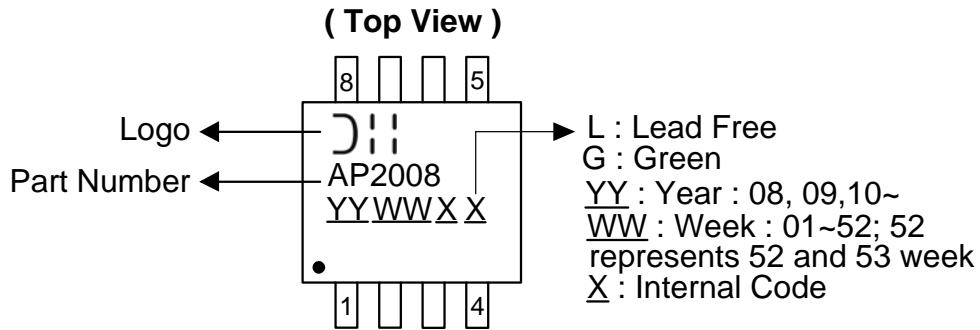 ( Top View )
8 5
Logo
Part Number
AP2008
YY WW X X
1 4
L : Lead Free
G : Green
YY : Year : 08, 09,10~
WW : Week : 01~52; 52
represents 52 and 53 week
X : Internal Code